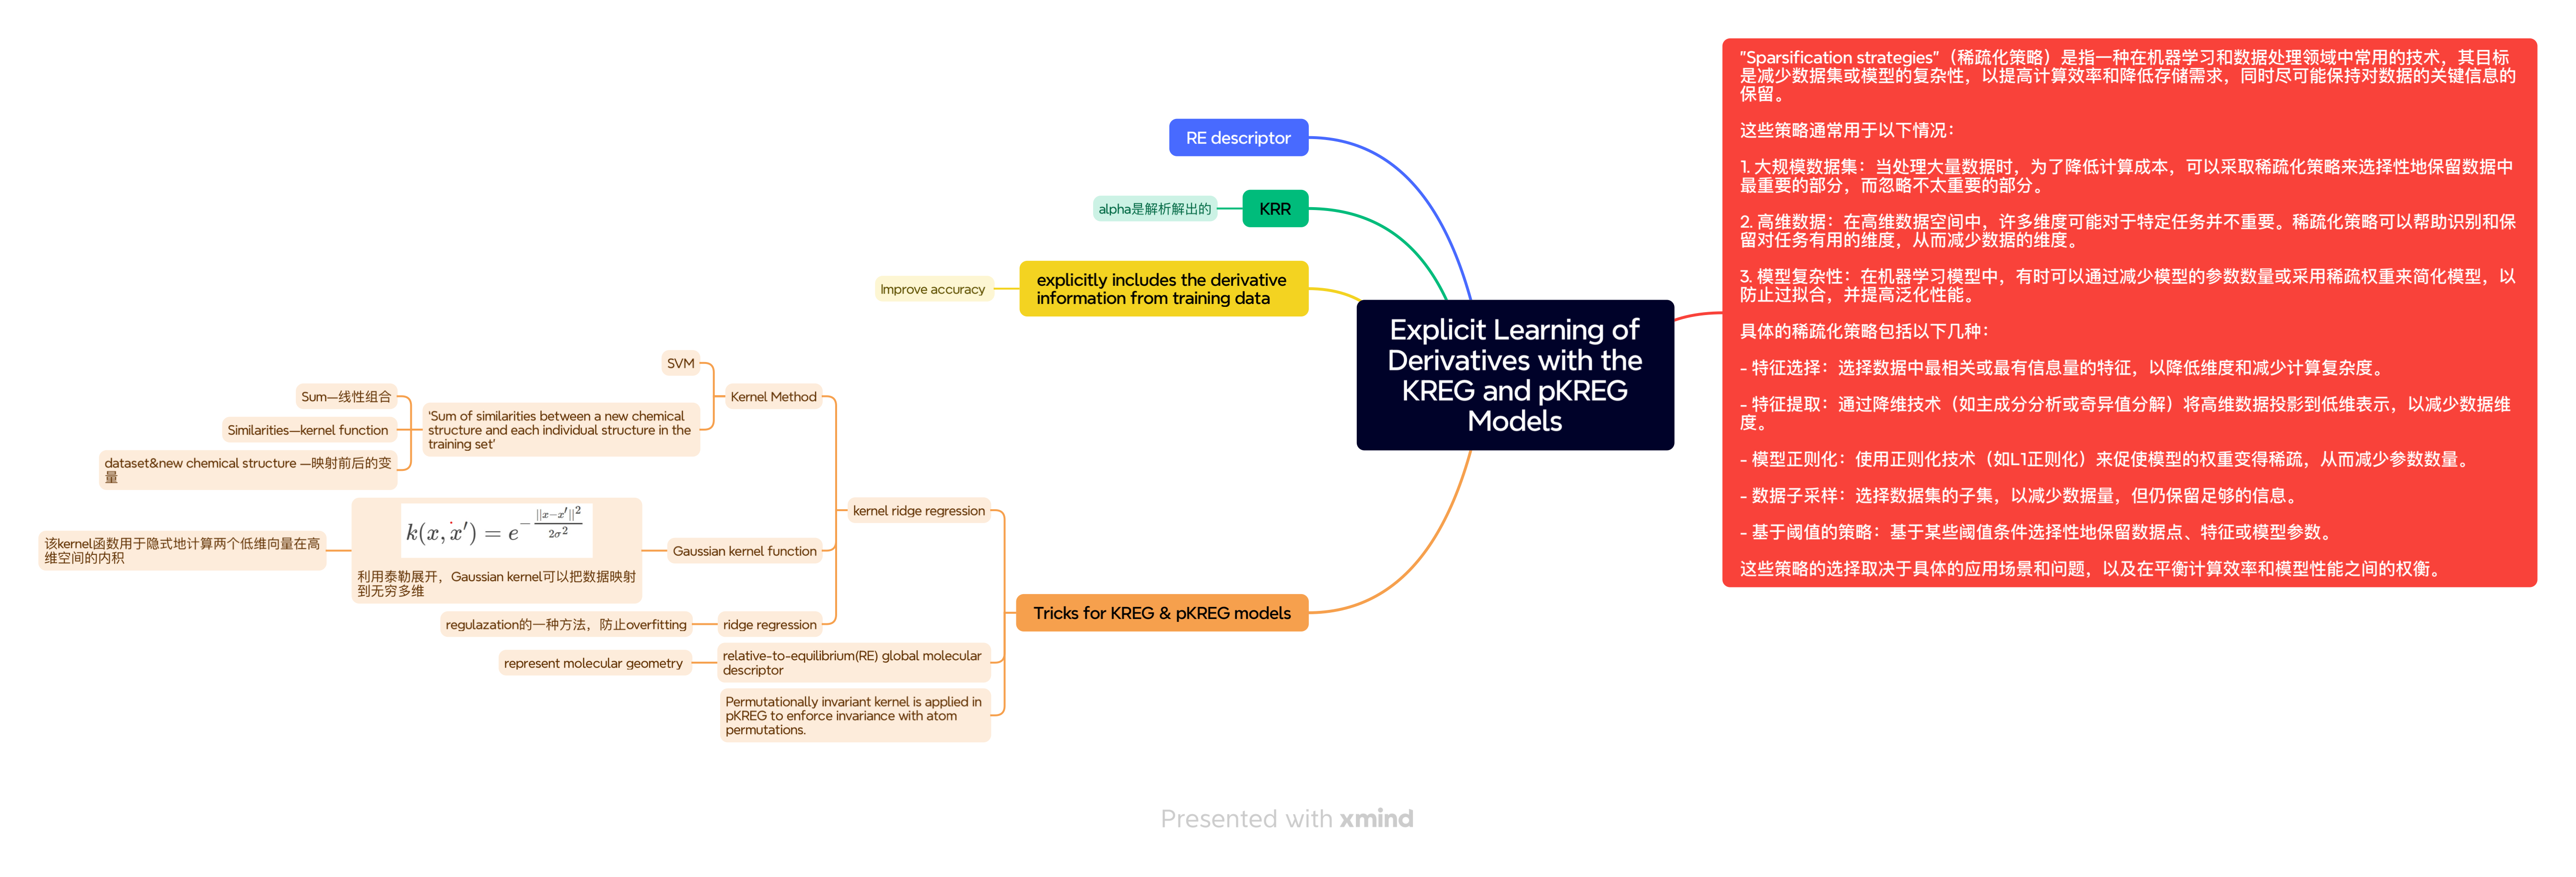 Explicit Learning of
Derivatives with the
KREG and pKREG
Models
"Sparsification strategies"（稀疏化策略）是指一种在机器学习和数据处理领域中常用的技术，其目标
是减少数据集或模型的复杂性，以提高计算效率和降低存储需求，同时尽可能保持对数据的关键信息的
保留。
这些策略通常用于以下情况：
1. 大规模数据集：当处理大量数据时，为了降低计算成本，可以采取稀疏化策略来选择性地保留数据中
最重要的部分，而忽略不太重要的部分。
2. 高维数据：在高维数据空间中，许多维度可能对于特定任务并不重要。稀疏化策略可以帮助识别和保
留对任务有用的维度，从而减少数据的维度。
3. 模型复杂性：在机器学习模型中，有时可以通过减少模型的参数数量或采用稀疏权重来简化模型，以
防止过拟合，并提高泛化性能。
具体的稀疏化策略包括以下几种：
- 特征选择：选择数据中最相关或最有信息量的特征，以降低维度和减少计算复杂度。
- 特征提取：通过降维技术（如主成分分析或奇异值分解）将高维数据投影到低维表示，以减少数据维
度。
- 模型正则化：使用正则化技术（如L1正则化）来促使模型的权重变得稀疏，从而减少参数数量。
- 数据子采样：选择数据集的子集，以减少数据量，但仍保留足够的信息。
- 基于阈值的策略：基于某些阈值条件选择性地保留数据点、特征或模型参数。
这些策略的选择取决于具体的应用场景和问题，以及在平衡计算效率和模型性能之间的权衡。
RE descriptor
KRR
alpha是解析解出的
explicitly includes the derivative
information from training data
Improve accuracy
Tricks for KREG & pKREG models
kernel ridge regression
Kernel Method
SVM
'Sum of similarities between a new chemical
structure and each individual structure in the
training set'
Sum—线性组合
Similarities—kernel function
dataset&new chemical structure —映射前后的变
量
Gaussian kernel function
k(x, x′) = e^{-\frac{||x-x′||^2}{2σ^2}}
利用泰勒展开，Gaussian kernel可以把数据映射
到无穷多维
该kernel函数用于隐式地计算两个低维向量在高
维空间的内积
ridge regression
regulazation的一种方法，防止overfitting
relative-to-equilibrium(RE) global molecular
descriptor
represent molecular geometry
Permutationally invariant kernel is applied in
pKREG to enforce invariance with atom
permutations.
Presented with xmind